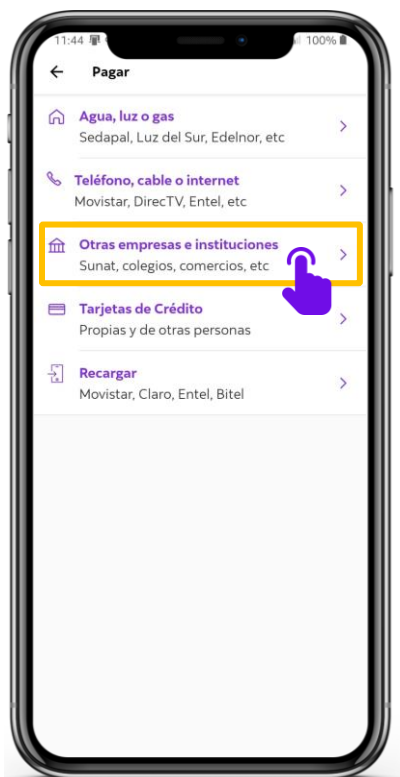 11:44 100%
Pagar
Agua, luz o gas
Sedapal, Luz del Sur, Edelnor, etc
Teléfono, cable o internet
Movistar, DirecTV, Entel, etc
Otras empresas e instituciones
Sunat, colegios, comercios, etc
Tarjetas de Crédito
Propias y de otras personas
Recargar
Movistar, Claro, Entel, Bitel